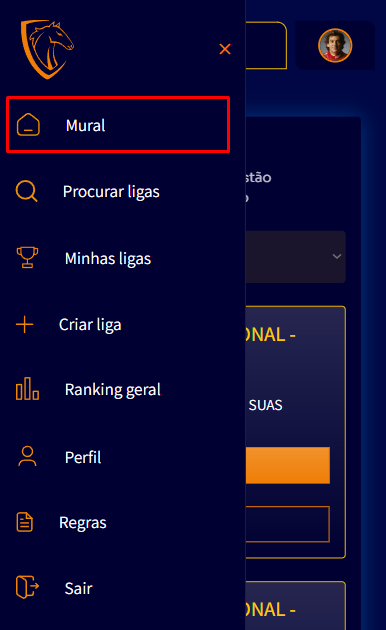 Mural
stão
o
Procurar ligas
Minhas ligas
Criar liga
ONAL -
Ranking geral
SUAS
Perfil
Regras
Sair
ONAL -